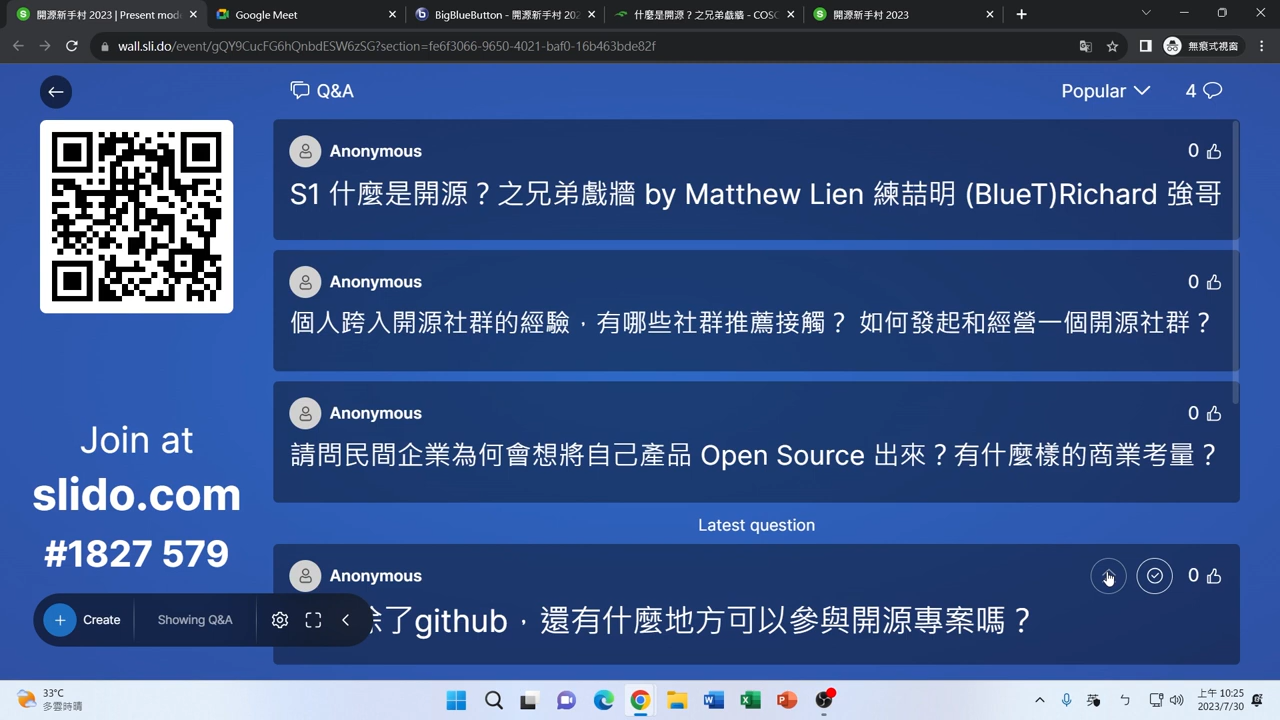 開源新手村 2023 | Present mod
Google Meet
BigBlueButton - 開源新手村 202
什麼是開源？之兄弟戲牆 - COSC
開源新手村 2023
wall.sli.do/event/gQY9CucFG6hQnbdESW6zSG?section=fe6f3066-9650-4021-baf0-16b463bde82f
無痕式視窗
Q&A
Popular
4
Anonymous
0
S1 什麼是開源？之兄弟戲牆 by Matthew Lien 練喆明 (BlueT)Richard 強哥
Anonymous
0
個人跨入開源社群的經驗，有哪些社群推薦接觸？ 如何發起和經營一個開源社群？
Anonymous
0
請問民間企業為何會想將自己產品 Open Source 出來？有什麼樣的商業考量？
Latest question
Anonymous
0
除了github，還有什麼地方可以參與開源專案嗎？
Join at
slido.com
#1827 579
Create
Showing Q&A
33°C
多雲時晴
英
上午 10:25
2023/7/30